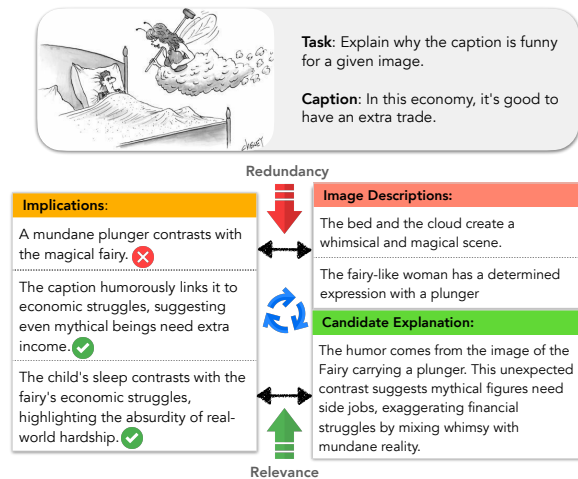 Task: Explain why the caption is funny
for a given image.
Caption: In this economy, it's good to
have an extra trade.
Redundancy
Implications:
A mundane plunger contrasts with
the magical fairy.
The caption humorously links it to
economic struggles, suggesting
even mythical beings need extra
income.
The child's sleep contrasts with the
fairy's economic struggles,
highlighting the absurdity of real-
world hardship.
Image Descriptions:
The bed and the cloud create a
whimsical and magical scene.
The fairy-like woman has a determined
expression with a plunger
Candidate Explanation:
The humor comes from the image of the
Fairy carrying a plunger. This unexpected
contrast suggests mythical figures need
side jobs, exaggerating financial
struggles by mixing whimsy with
mundane reality.
Relevance